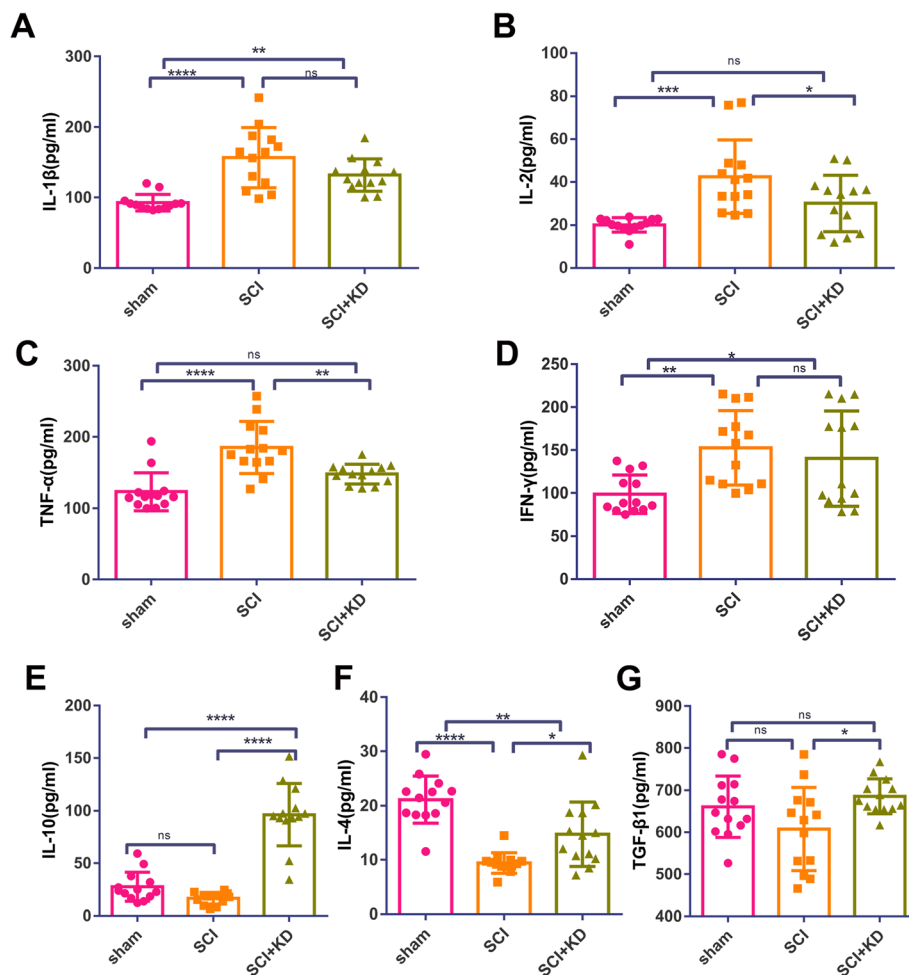 A
IL-1β(pg/ml)
300
200
100
0
**
****
ns
sham
SCI
SCI+KD
B
IL-2(pg/ml)
100
80
60
40
20
0
ns
***
*
sham
SCI
SCI+KD
C
TNF-α(pg/ml)
300
200
100
0
ns
****
**
sham
SCI
SCI+KD
D
IFN-γ(pg/ml)
250
200
150
100
50
0
*
**
ns
sham
SCI
SCI+KD
E
IL-10(pg/ml)
200
150
100
50
0
****
****
ns
sham
SCI
SCI+KD
F
IL-4(pg/ml)
40
30
20
10
0
**
****
*
sham
SCI
SCI+KD
G
TGF-β1(pg/ml)
900
800
700
600
500
400
ns
ns
*
sham
SCI
SCI+KD